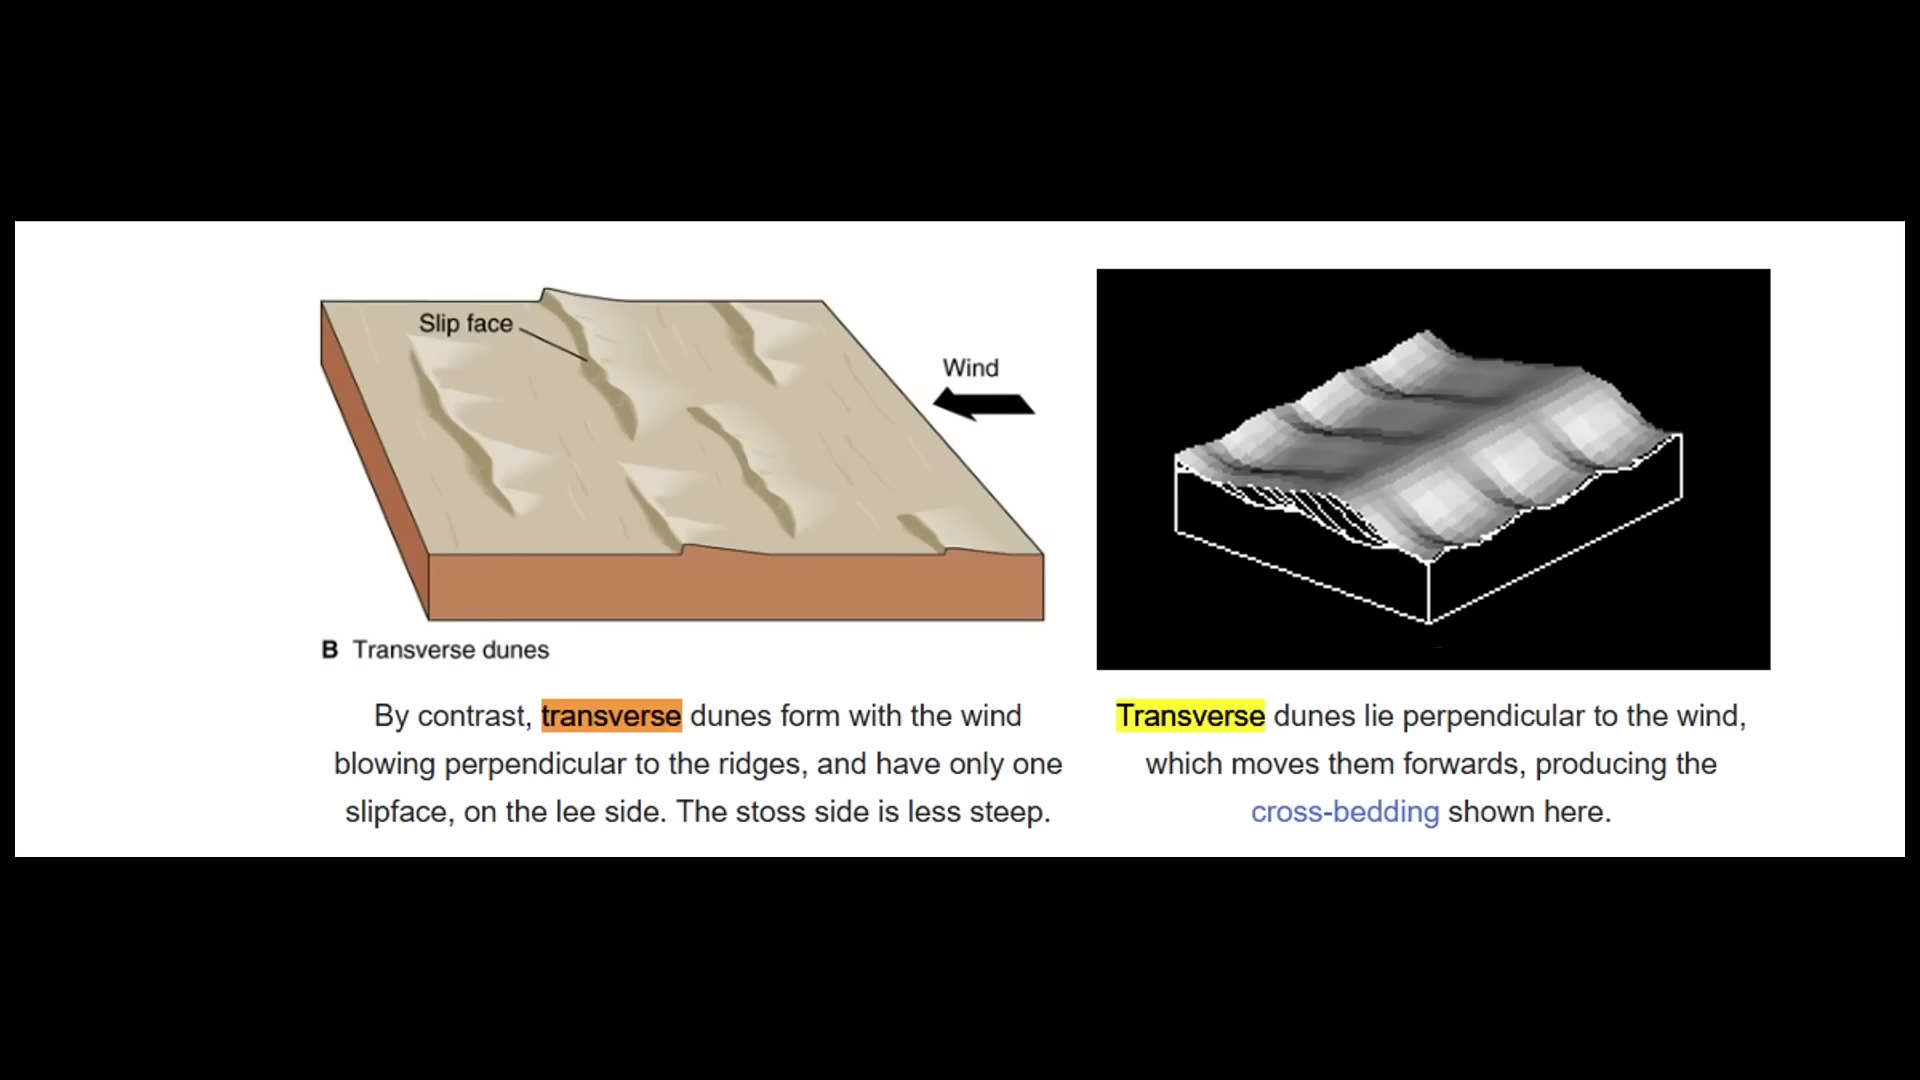 Slip face
Wind
B Transverse dunes
By contrast, transverse dunes form with the wind
blowing perpendicular to the ridges, and have only one
slipface, on the lee side. The stoss side is less steep.
Transverse dunes lie perpendicular to the wind,
which moves them forwards, producing the
cross-bedding shown here.